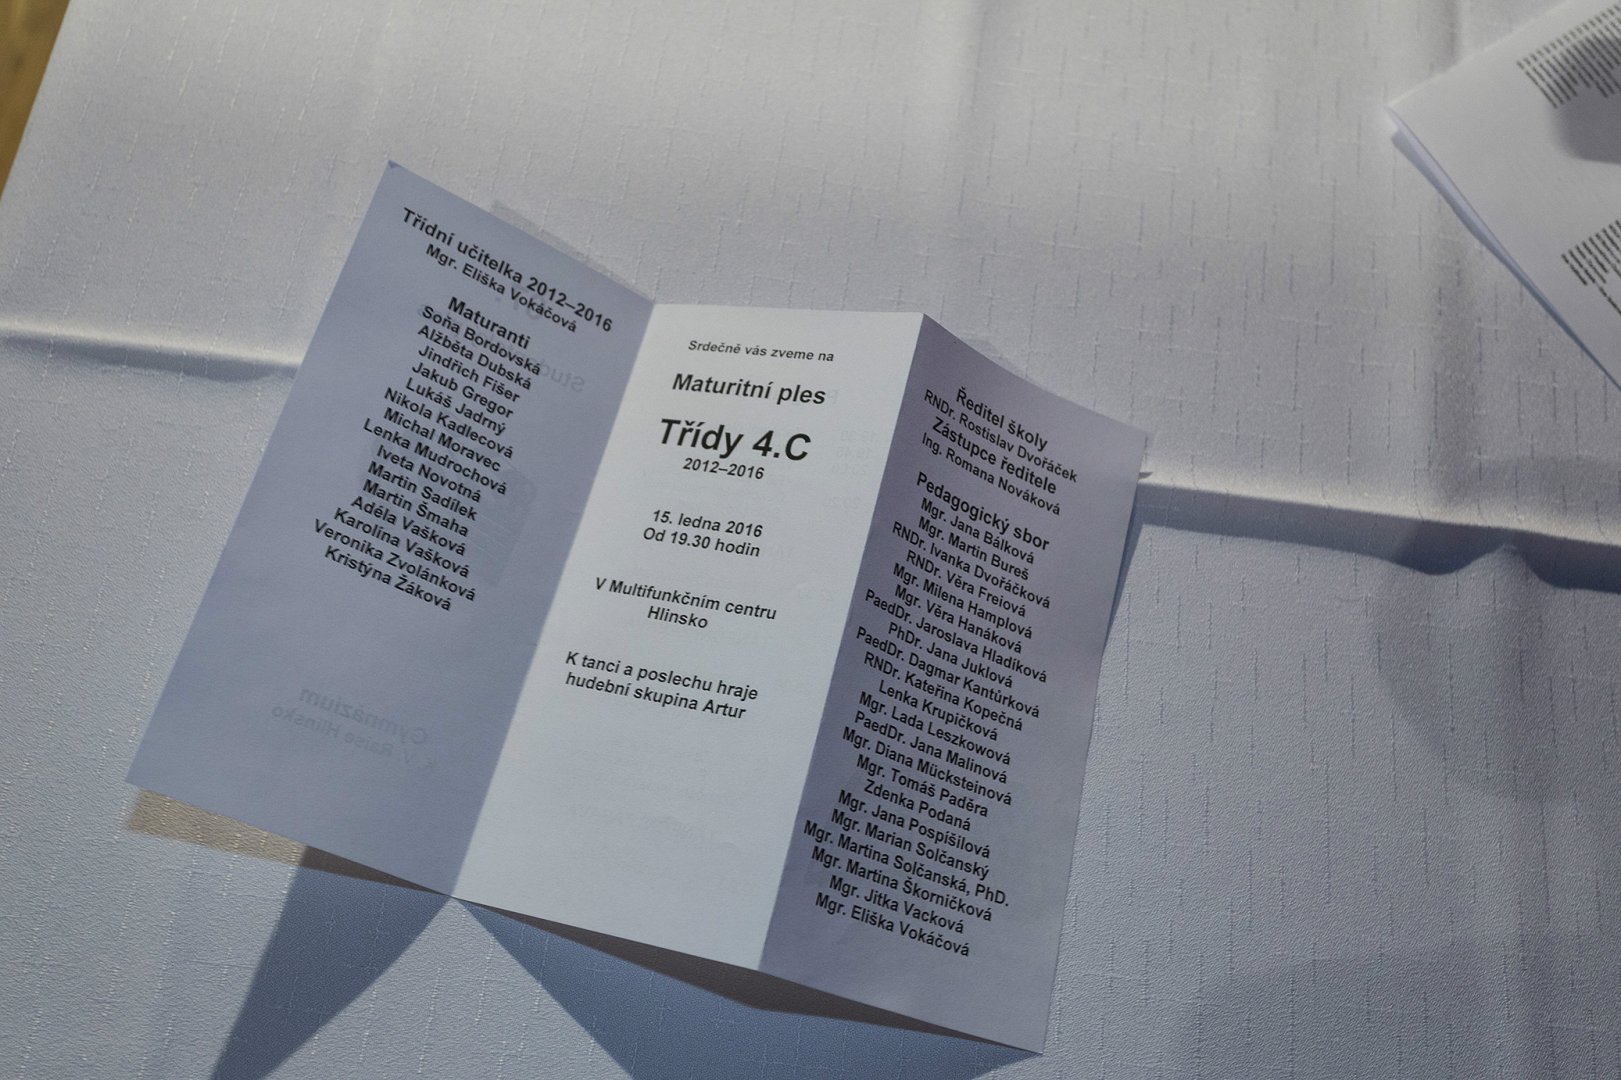 Třídní učitelka 2012–2016
Mgr. Eliška Vokáčová
Maturanti
Soňa Bordovská
Alžběta Dubská
Jindřich Fišer
Jakub Gregor
Lukáš Jadrný
Nikola Kadlecová
Michal Moravec
Lenka Mudrochová
Iveta Novotná
Martin Sadílek
Martin Šmaha
Adéla Vašková
Karolína Vašková
Veronika Zvolánková
Kristýna Žáková
Gymnázium
Raise Hlinsko
Srdečně vás zveme na
Maturitní ples
Třídy 4.C
2012–2016
15. ledna 2016
Od 19.30 hodin
V Multifunkčním centru
Hlinsko
K tanci a poslechu hraje
hudební skupina Artur
Ředitel školy
RNDr. Rostislav Dvořáček
Zástupce ředitele
Ing. Romana Nováková
Pedagogický sbor
Mgr. Jana Bálková
Mgr. Martin Bureš
RNDr. Ivanka Dvořáčková
RNDr. Věra Freiová
Mgr. Milena Hamplová
Mgr. Věra Hanáková
PaedDr. Jaroslava Hladíková
PhDr. Jana Juklová
PaedDr. Dagmar Kantůrková
RNDr. Kateřina Kopečná
Lenka Krupičková
Mgr. Lada Leszkowová
PaedDr. Jana Malinová
Mgr. Diana Mücksteinová
Mgr. Tomáš Paděra
Zdenka Podaná
Mgr. Jana Pospíšilová
Mgr. Marian Solčanský
Mgr. Martina Solčanská, PhD.
Mgr. Martina Škorničková
Mgr. Jitka Vacková
Mgr. Eliška Vokáčová